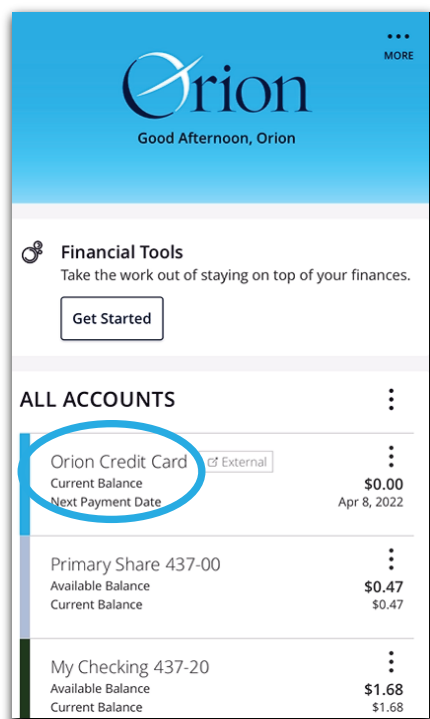 MORE
Orion
Good Afternoon, Orion
Financial Tools
Take the work out of staying on top of your finances.
Get Started
ALL ACCOUNTS
Orion Credit Card External
Current Balance $0.00
Next Payment Date Apr 8, 2022
Primary Share 437-00
Available Balance $0.47
Current Balance $0.47
My Checking 437-20
Available Balance $1.68
Current Balance $1.68